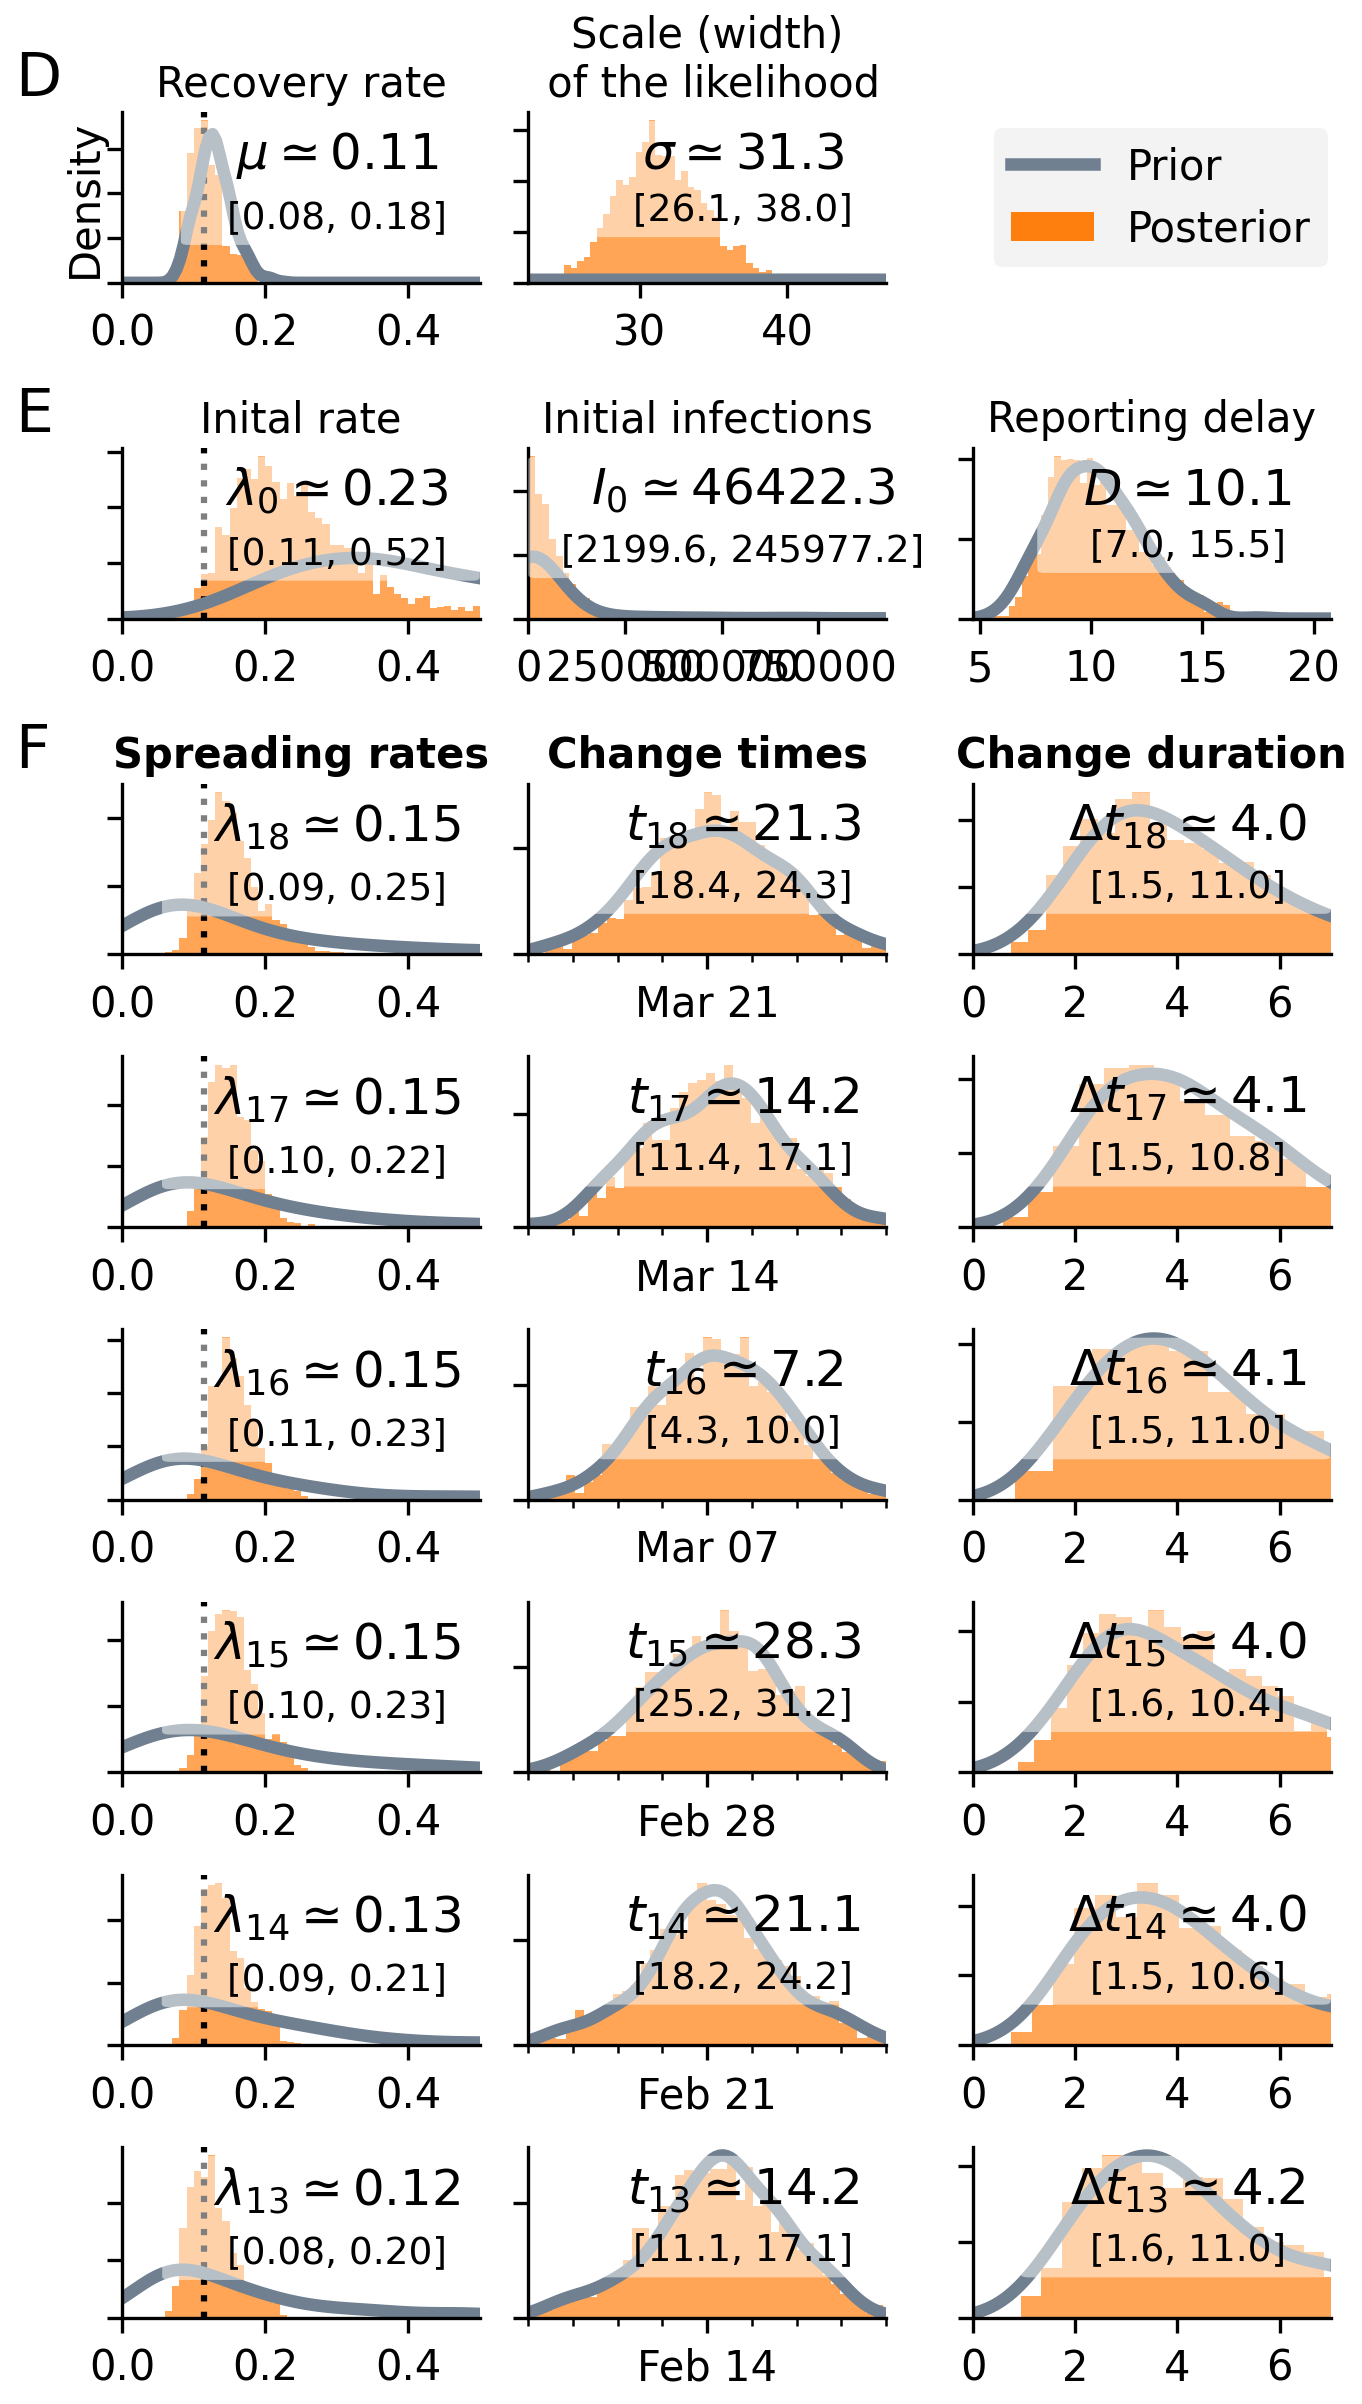 Scale (width)
D
Recovery rate
of the likelihood
Density
μ ≃ 0.11
[0.08, 0.18]
0.0 0.2 0.4
σ ≃ 31.3
[26.1, 38.0]
30 40
Prior
Posterior
E
Inital rate
λ0 ≃ 0.23
[0.11, 0.52]
0.0 0.2 0.4
Initial infections
I0 ≃ 46422.3
[2199.6, 245977.2]
0 250000 500000 750000
Reporting delay
D ≃ 10.1
[7.0, 15.5]
5 10 15 20
F
Spreading rates
Change times
Change duration
λ18 ≃ 0.15
[0.09, 0.25]
0.0 0.2 0.4
t18 ≃ 21.3
[18.4, 24.3]
Mar 21
Δt18 ≃ 4.0
[1.5, 11.0]
0 2 4 6
λ17 ≃ 0.15
[0.10, 0.22]
0.0 0.2 0.4
t17 ≃ 14.2
[11.4, 17.1]
Mar 14
Δt17 ≃ 4.1
[1.5, 10.8]
0 2 4 6
λ16 ≃ 0.15
[0.11, 0.23]
0.0 0.2 0.4
t16 ≃ 7.2
[4.3, 10.0]
Mar 07
Δt16 ≃ 4.1
[1.5, 11.0]
0 2 4 6
λ15 ≃ 0.15
[0.10, 0.23]
0.0 0.2 0.4
t15 ≃ 28.3
[25.2, 31.2]
Feb 28
Δt15 ≃ 4.0
[1.6, 10.4]
0 2 4 6
λ14 ≃ 0.13
[0.09, 0.21]
0.0 0.2 0.4
t14 ≃ 21.1
[18.2, 24.2]
Feb 21
Δt14 ≃ 4.0
[1.5, 10.6]
0 2 4 6
λ13 ≃ 0.12
[0.08, 0.20]
0.0 0.2 0.4
t13 ≃ 14.2
[11.1, 17.1]
Feb 14
Δt13 ≃ 4.2
[1.6, 11.0]
0 2 4 6